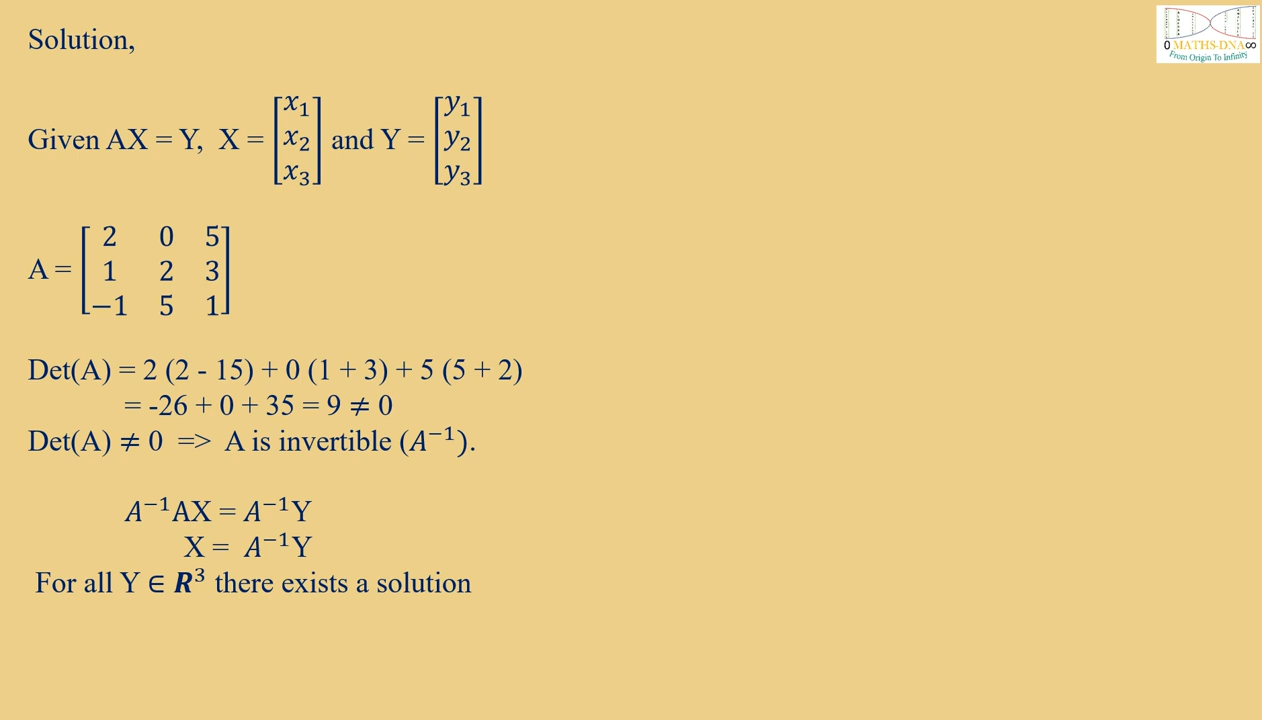 Solution,
0 MATHS-DNA∞
From Origin To Infinity
Given AX = Y, X = [x₁ x₂ x₃] and Y = [y₁ y₂ y₃]
A = [2 0 5
1 2 3
−1 5 1]
Det(A) = 2 (2 - 15) + 0 (1 + 3) + 5 (5 + 2)
= -26 + 0 + 35 = 9 ≠ 0
Det(A) ≠ 0 => A is invertible (A⁻¹).
A⁻¹AX = A⁻¹Y
X = A⁻¹Y
For all Y ∈ R³ there exists a solution